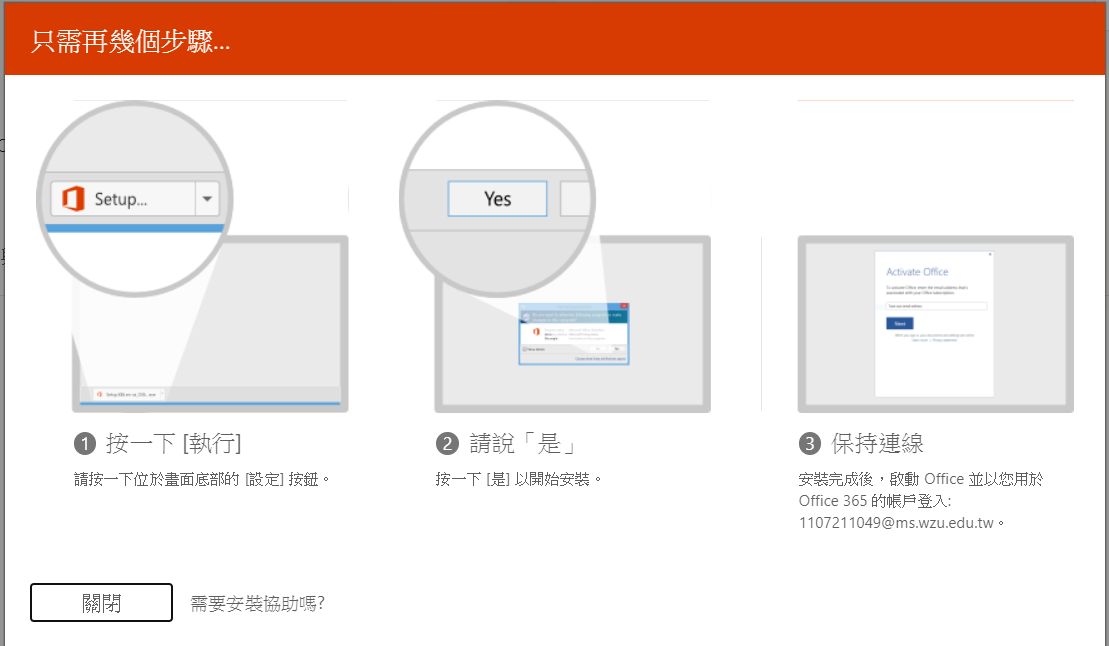 只需再幾個步驟...
Setup...
Yes
Activate Office
1 按一下 [執行]
請按一下位於畫面底部的 [設定] 按鈕。
2 請說「是」
按一下 [是] 以開始安裝。
3 保持連線
安裝完成後，啟動 Office 並以您用於
Office 365 的帳戶登入:
1107211049@ms.wzu.edu.tw。
關閉
需要安裝協助嗎?